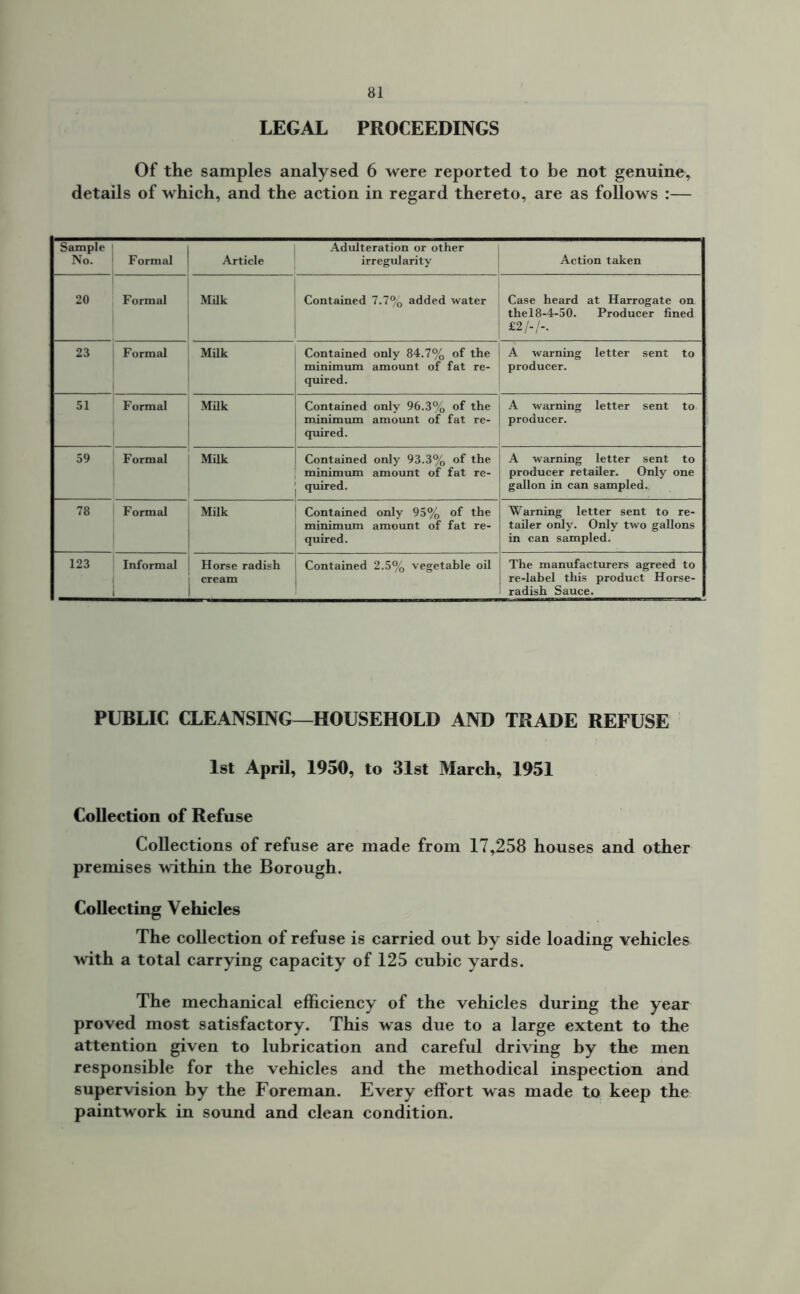 81
LEGAL PROCEEDINGS
Of the samples analysed 6 were reported to be not genuine,
details of which, and the action in regard thereto, are as follows :—
Sample No. | Formal | Article | Adulteration or other irregularity | Action taken
20 | Formal | Milk | Contained 7.7% added water | Case heard at Harrogate on
the18-4-50. Producer fined
£2/-/-.
23 | Formal | Milk | Contained only 84.7% of the | A warning letter sent to
minimum amount of fat re- | producer.
quired.
51 | Formal | Milk | Contained only 96.3% of the | A warning letter sent to
minimum amount of fat re- | producer.
quired.
59 | Formal | Milk | Contained only 93.3% of the | A warning letter sent to
minimum amount of fat re- | producer retailer. Only one
quired. | gallon in can sampled.
78 | Formal | Milk | Contained only 95% of the | Warning letter sent to re-
minimum amount of fat re- | tailer only. Only two gallons
quired. | in can sampled.
123 | Informal | Horse radish | Contained 2.5% vegetable oil | The manufacturers agreed to
cream | re-label this product Horse-
radish Sauce.
PUBLIC CLEANSING—HOUSEHOLD AND TRADE REFUSE
1st April, 1950, to 31st March, 1951
Collection of Refuse
Collections of refuse are made from 17,258 houses and other
premises within the Borough.
Collecting Vehicles
The collection of refuse is carried out by side loading vehicles
with a total carrying capacity of 125 cubic yards.
The mechanical efficiency of the vehicles during the year
proved most satisfactory. This was due to a large extent to the
attention given to lubrication and careful driving by the men
responsible for the vehicles and the methodical inspection and
supervision by the Foreman. Every effort was made to keep the
paintwork in sound and clean condition.